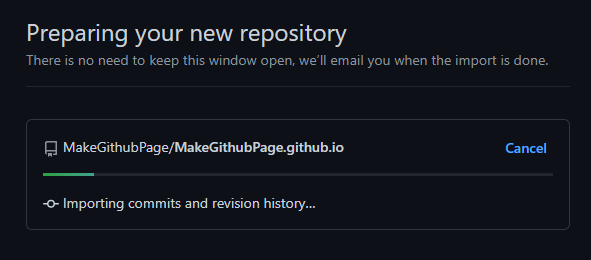 Preparing your new repository
There is no need to keep this window open, we'll email you when the import is done.
MakeGithubPage/MakeGithubPage.github.io Cancel
Importing commits and revision history...